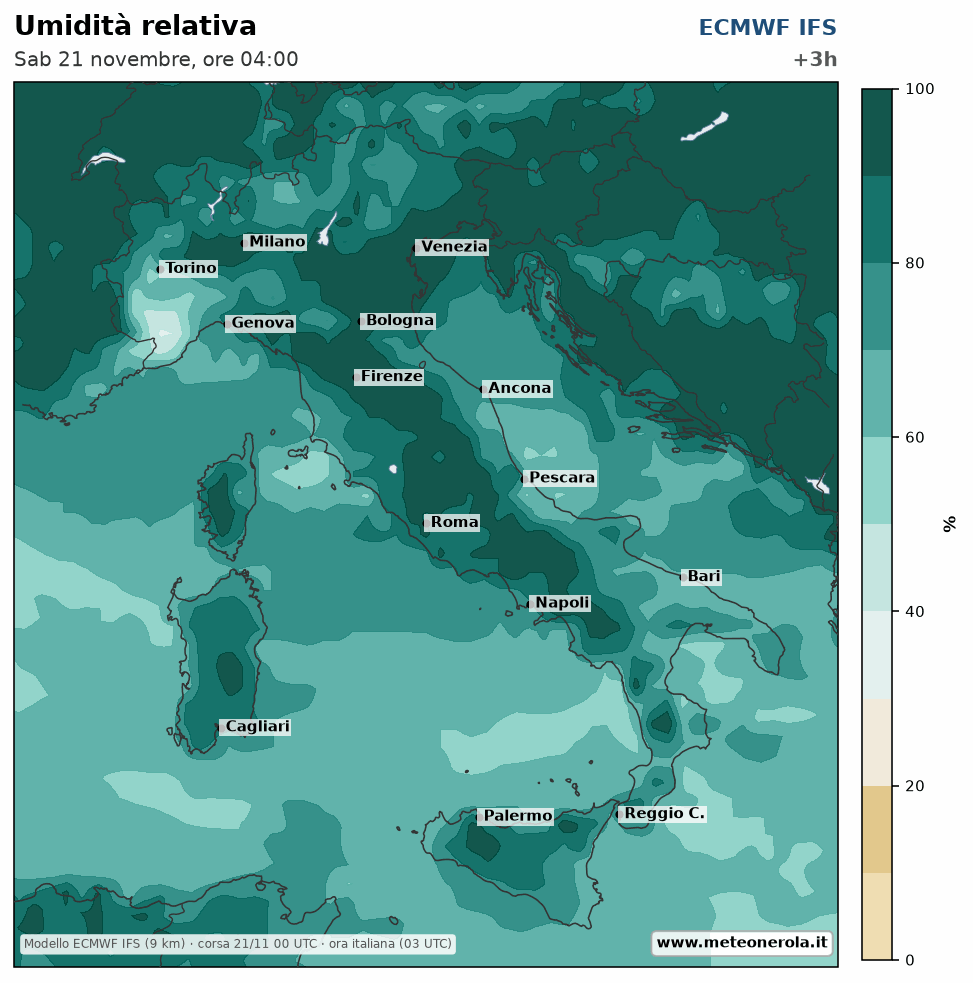 Umidità relativa
ECMWF IFS
Sab 21 novembre, ore 04:00
+3h
100
80
60
40
20
0
%
Milano
Venezia
Torino
Genova
Bologna
Firenze
Ancona
Pescara
Roma
Bari
Napoli
Cagliari
Palermo
Reggio C.
Modello ECMWF IFS (9 km) · corsa 21/11 00 UTC · ora italiana (03 UTC)
www.meteonerola.it